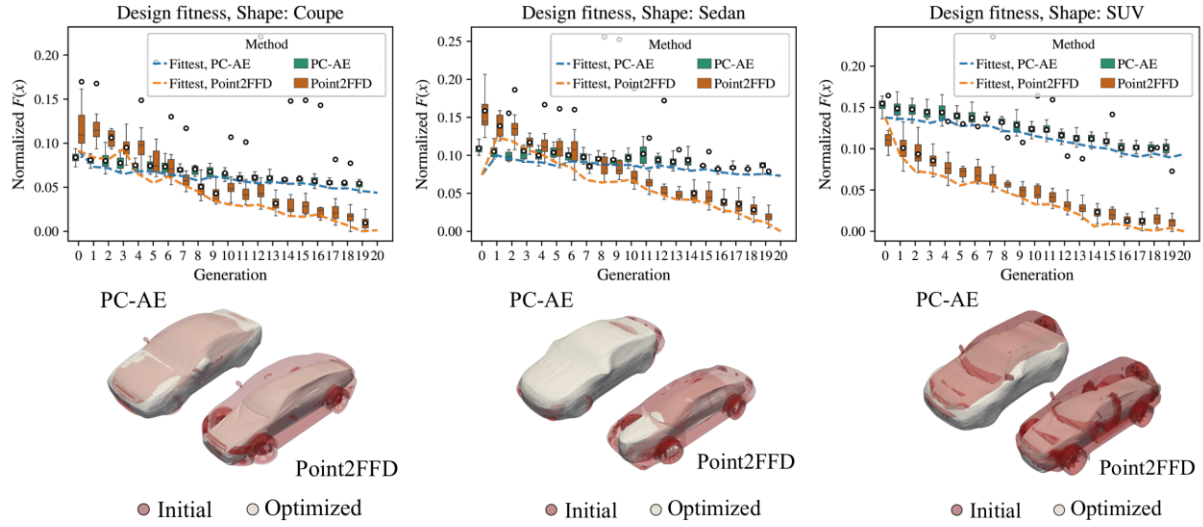 Design fitness, Shape: Coupe
Method
Fittest, PC-AE
PC-AE
Fittest, Point2FFD
Point2FFD
Normalized F(x)
0.20
0.15
0.10
0.05
0.00
0 1 2 3 4 5 6 7 8 9 10 11 12 13 14 15 16 17 18 19 20
Generation
Design fitness, Shape: Sedan
Method
Fittest, PC-AE
PC-AE
Fittest, Point2FFD
Point2FFD
Normalized F(x)
0.25
0.20
0.15
0.10
0.05
0.00
0 1 2 3 4 5 6 7 8 9 10 11 12 13 14 15 16 17 18 19 20
Generation
Design fitness, Shape: SUV
Method
Fittest, PC-AE
PC-AE
Fittest, Point2FFD
Point2FFD
Normalized F(x)
0.20
0.15
0.10
0.05
0.00
0 1 2 3 4 5 6 7 8 9 10 11 12 13 14 15 16 17 18 19 20
Generation
PC-AE
Point2FFD
Initial Optimized
PC-AE
Point2FFD
Initial Optimized
PC-AE
Point2FFD
Initial Optimized